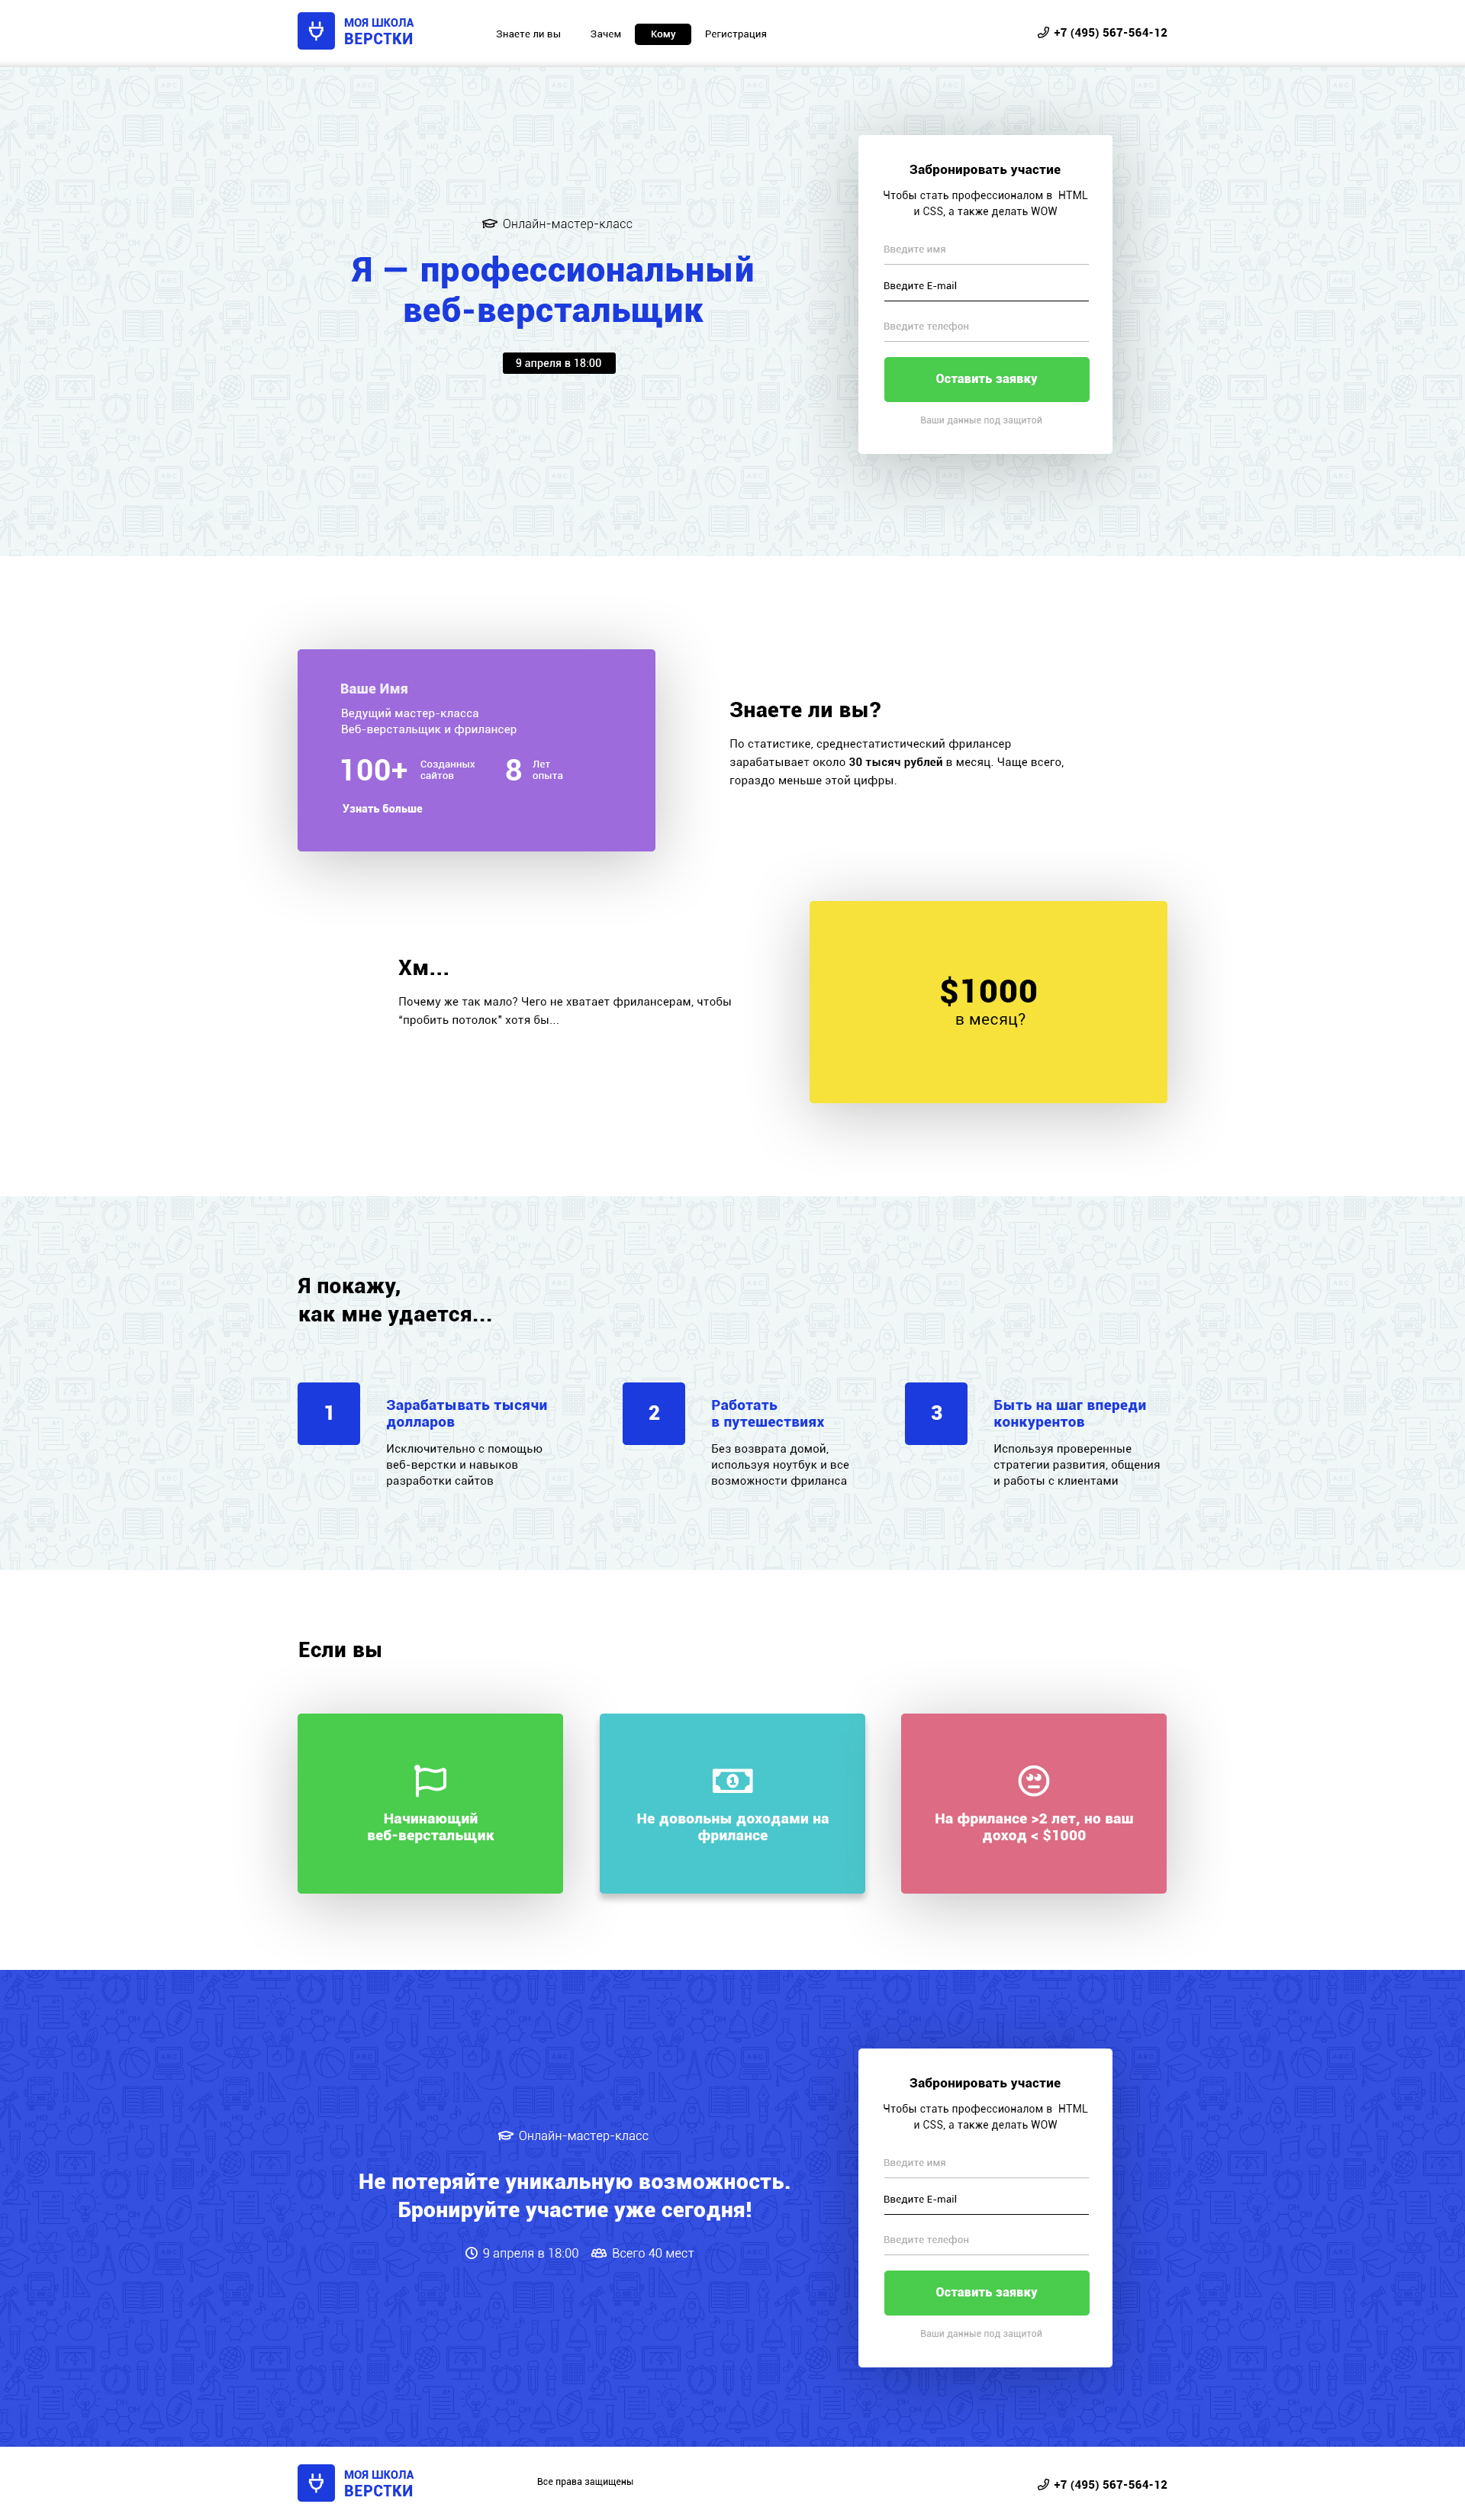 МОЯ ШКОЛА
ВЕРСТКИ
Знаете ли вы
Зачем
Кому
Регистрация
+7 (495) 567-564-12
Онлайн-мастер-класс
Я — профессиональный
веб-верстальщик
9 апреля в 18:00
Забронировать участие
Чтобы стать профессионалом в HTML
и CSS, а также делать WOW
Введите имя
Введите E-mail
Введите телефон
Оставить заявку
Ваши данные под защитой
Ваше Имя
Ведущий мастер-класса
Веб-верстальщик и фрилансер
100+
Созданных
сайтов
8
Лет
опыта
Узнать больше
Знаете ли вы?
По статистике, среднестатистический фрилансер
зарабатывает около 30 тысяч рублей в месяц. Чаще всего,
гораздо меньше этой цифры.
Хм...
Почему же так мало? Чего не хватает фрилансерам, чтобы
“пробить потолок” хотя бы...
$1000
в месяц?
Я покажу,
как мне удается...
1
Зарабатывать тысячи
долларов
Исключительно с помощью
веб-верстки и навыков
разработки сайтов
2
Работать
в путешествиях
Без возврата домой,
используя ноутбук и все
возможности фриланса
3
Быть на шаг впереди
конкурентов
Используя проверенные
стратегии развития, общения
и работы с клиентами
Если вы
Начинающий
веб-верстальщик
Не довольны доходами на
фрилансе
На фрилансе >2 лет, но ваш
доход < $1000
Онлайн-мастер-класс
Не потеряйте уникальную возможность.
Бронируйте участие уже сегодня!
9 апреля в 18:00
Всего 40 мест
Забронировать участие
Чтобы стать профессионалом в HTML
и CSS, а также делать WOW
Введите имя
Введите E-mail
Введите телефон
Оставить заявку
Ваши данные под защитой
МОЯ ШКОЛА
ВЕРСТКИ
Все права защищены
+7 (495) 567-564-12